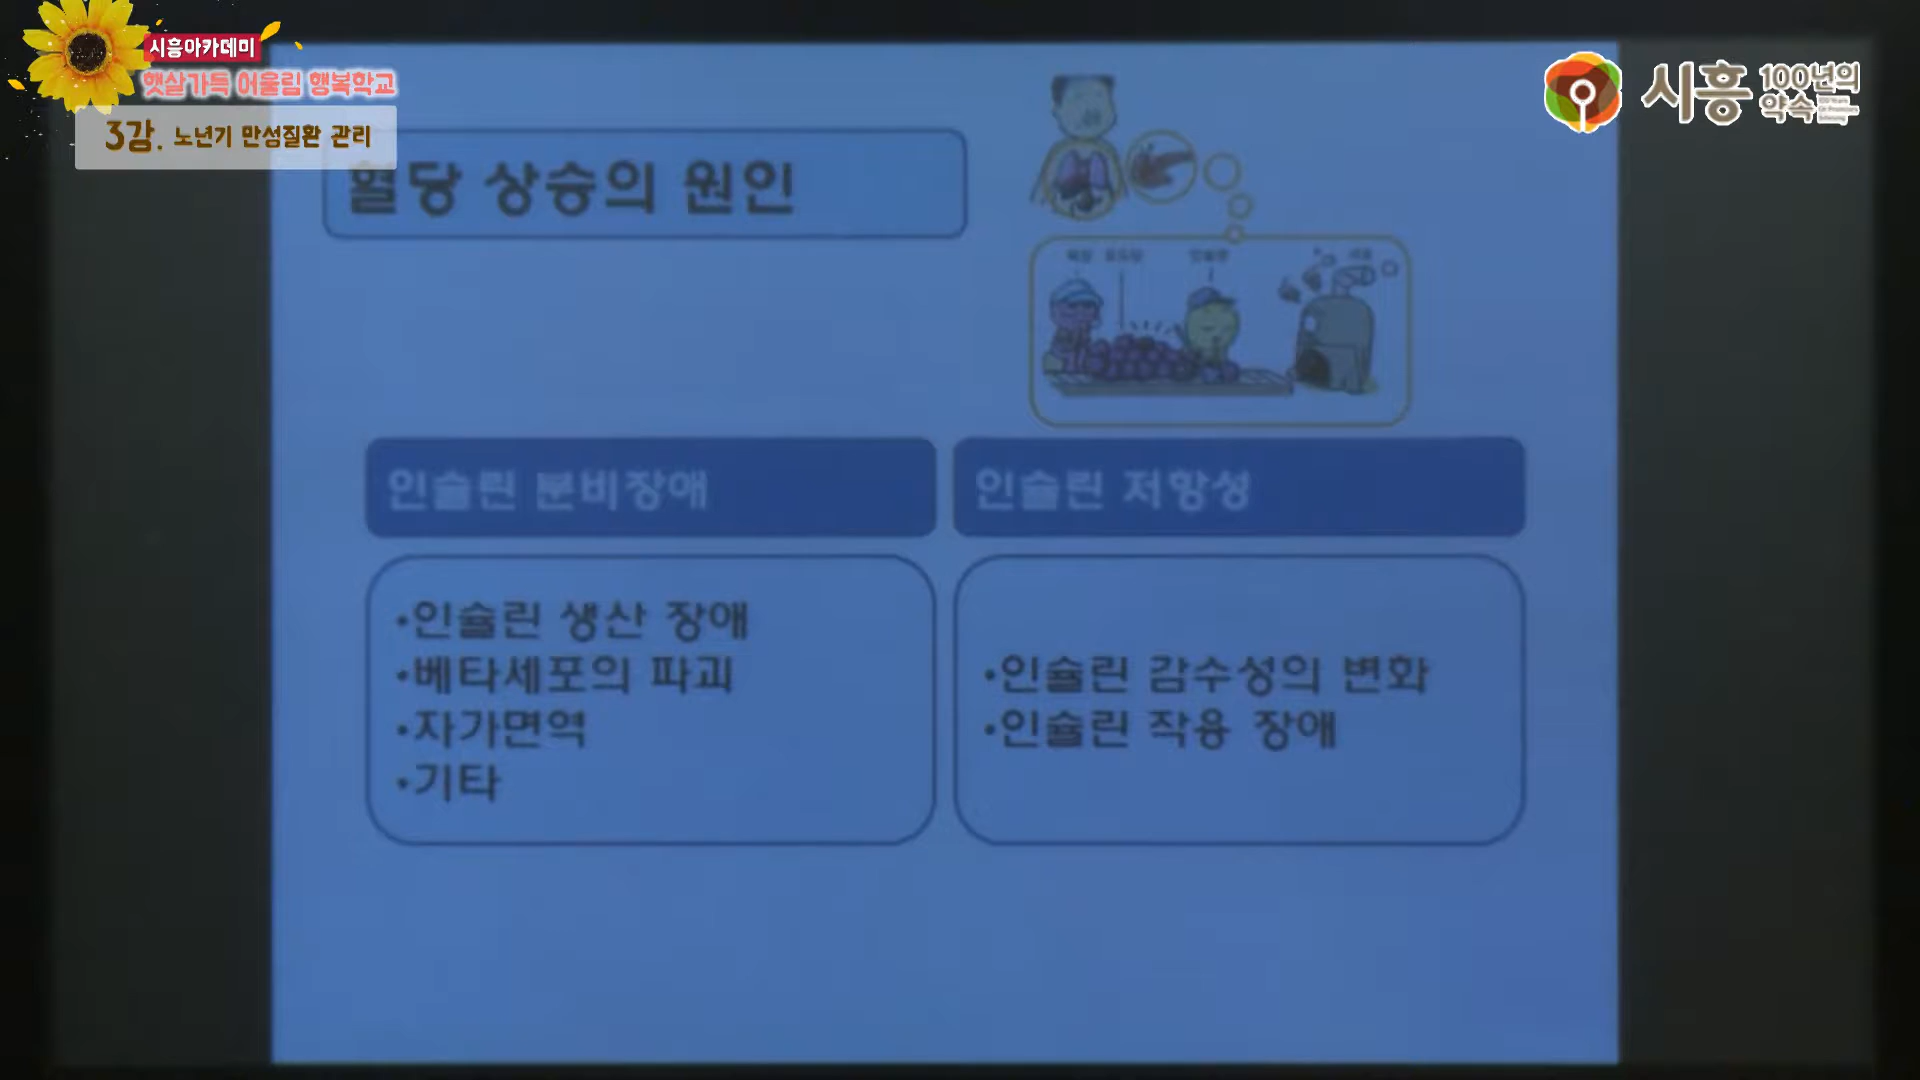 시흥아카데미
햇살가득 어울림 행복학교
3강. 노년기 만성질환 관리
시흥 100년의 약속
혈당 상승의 원인
인슐린 분비장애
•인슐린 생산 장애
•베타세포의 파괴
•자가면역
•기타
인슐린 저항성
•인슐린 감수성의 변화
•인슐린 작용 장애